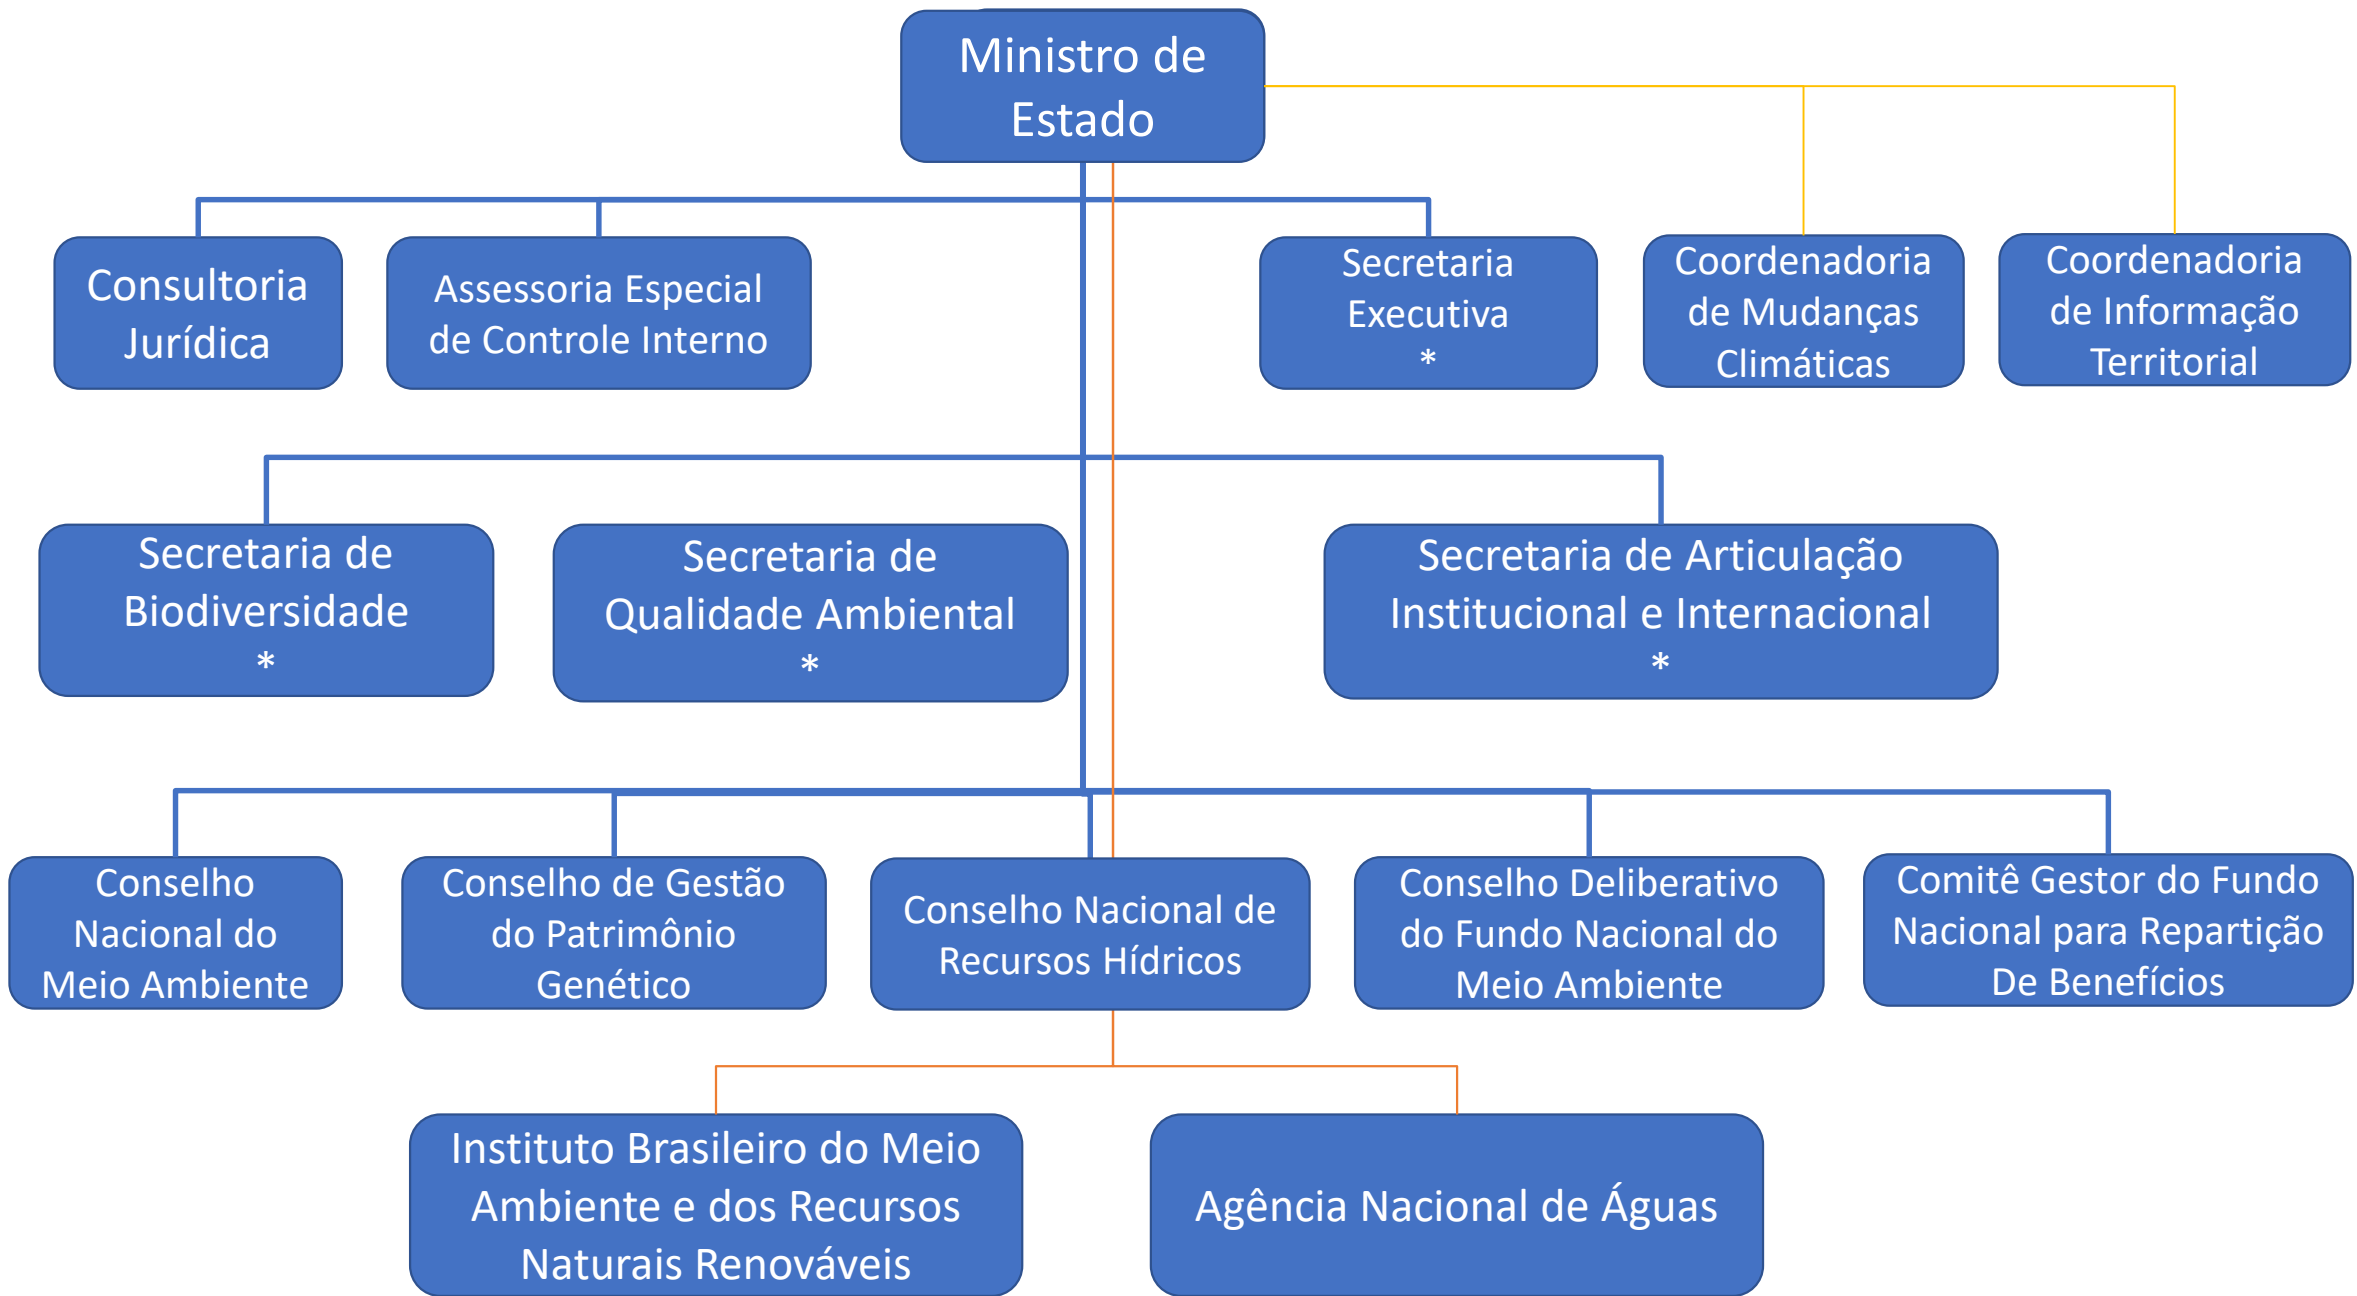 Ministro de
Estado
Consultoria
Jurídica
Assessoria Especial
de Controle Interno
Secretaria
Executiva
*
Coordenadoria
de Mudanças
Climáticas
Coordenadoria
de Informação
Territorial
Secretaria de
Biodiversidade
*
Secretaria de
Qualidade Ambiental
*
Secretaria de Articulação
Institucional e Internacional
*
Conselho
Nacional do
Meio Ambiente
Conselho de Gestão
do Patrimônio
Genético
Conselho Nacional de
Recursos Hídricos
Conselho Deliberativo
do Fundo Nacional do
Meio Ambiente
Comitê Gestor do Fundo
Nacional para Repartição
De Benefícios
Instituto Brasileiro do Meio
Ambiente e dos Recursos
Naturais Renováveis
Agência Nacional de Águas